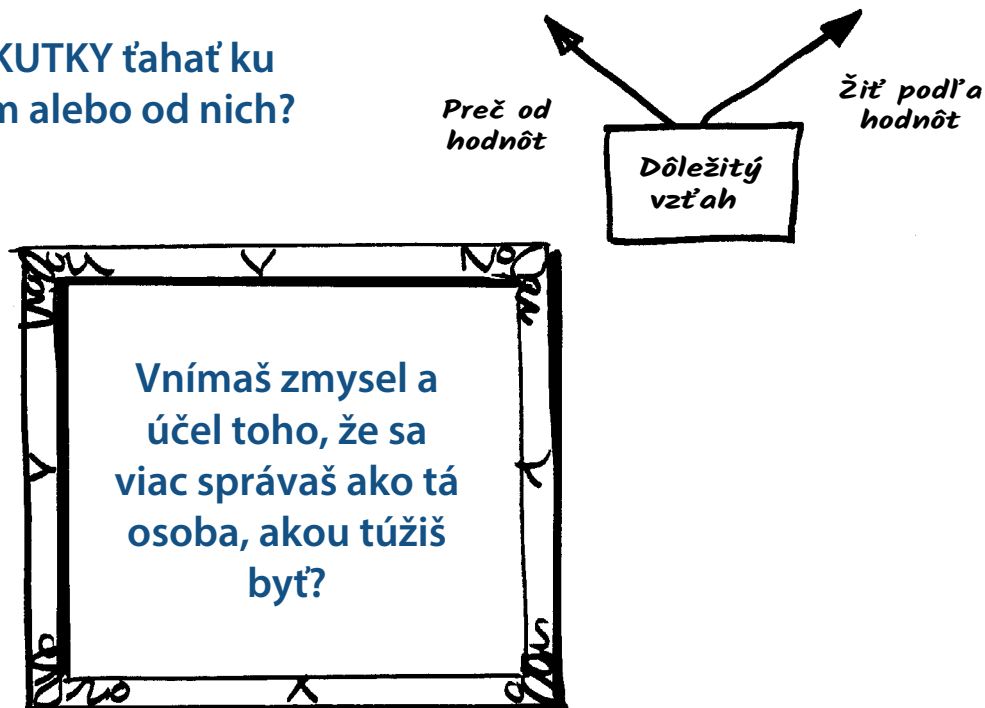 KUTKY ťahať ku
m alebo od nich?
Preč od
hodnôt
Žiť podľa
hodnôt
Dôležitý
vzťah
Vnímaš zmysel a
účel toho, že sa
viac správaš ako tá
osoba, akou túžiš
byť?